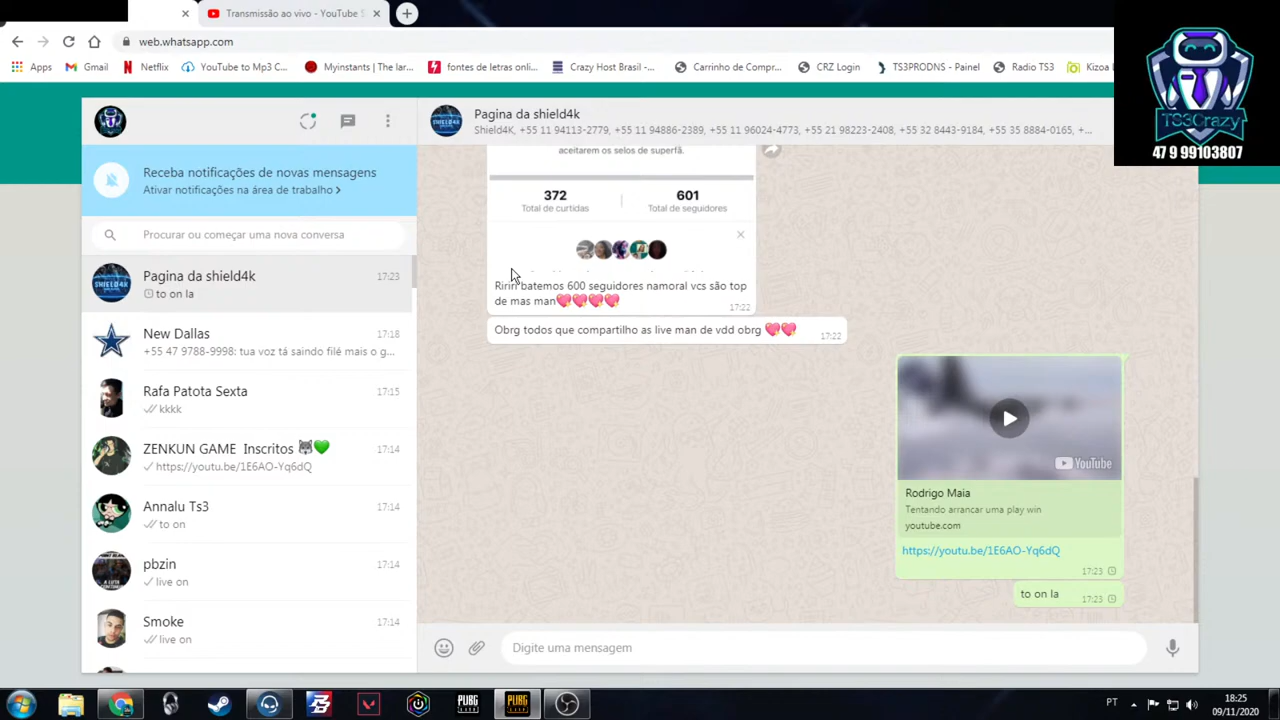 Transmissão ao vivo - YouTube S
web.whatsapp.com
Apps
Gmail
Netflix
YouTube to Mp3 C...
Myinstants | The lar...
fontes de letras onli...
Crazy Host Brasil -...
Carrinho de Compr...
CRZ Login
TS3PRODNS - Painel
Radio TS3
Kizoa
TS3Crazy
47 9 99103807
Receba notificações de novas mensagens
Ativar notificações na área de trabalho
Procurar ou começar uma nova conversa
Pagina da shield4k
17:23
to on la
New Dallas
17:18
+55 47 9788-9998: tua voz tá saindo filé mais o g...
Rafa Patota Sexta
17:15
kkkk
ZENKUN GAME Inscritos 🐺💚
17:14
https://youtu.be/1E6AO-Yq6dQ
Annalu Ts3
17:14
to on
pbzin
17:14
live on
Smoke
17:14
live on
Pagina da shield4k
Shield4K, +55 11 94113-2779, +55 11 94886-2389, +55 11 96024-4773, +55 21 98223-2408, +55 32 8443-9184, +55 35 8884-0165, +...
aceitarem os selos de superfã.
372
601
Total de curtidas
Total de seguidores
batemos 600 seguidores namoral vcs são top
de mas man💖💖💖💖
17:22
Obrg todos que compartilho as live man de vdd obrg 💖💖
17:22
YouTube
Rodrigo Maia
Tentando arrancar uma play win
youtube.com
https://youtu.be/1E6AO-Yq6dQ
17:23
to on la
17:23
Digite uma mensagem
SHIELD4K
PUBG
LITE
PUBG
LITE
PT
18:25
09/11/2020